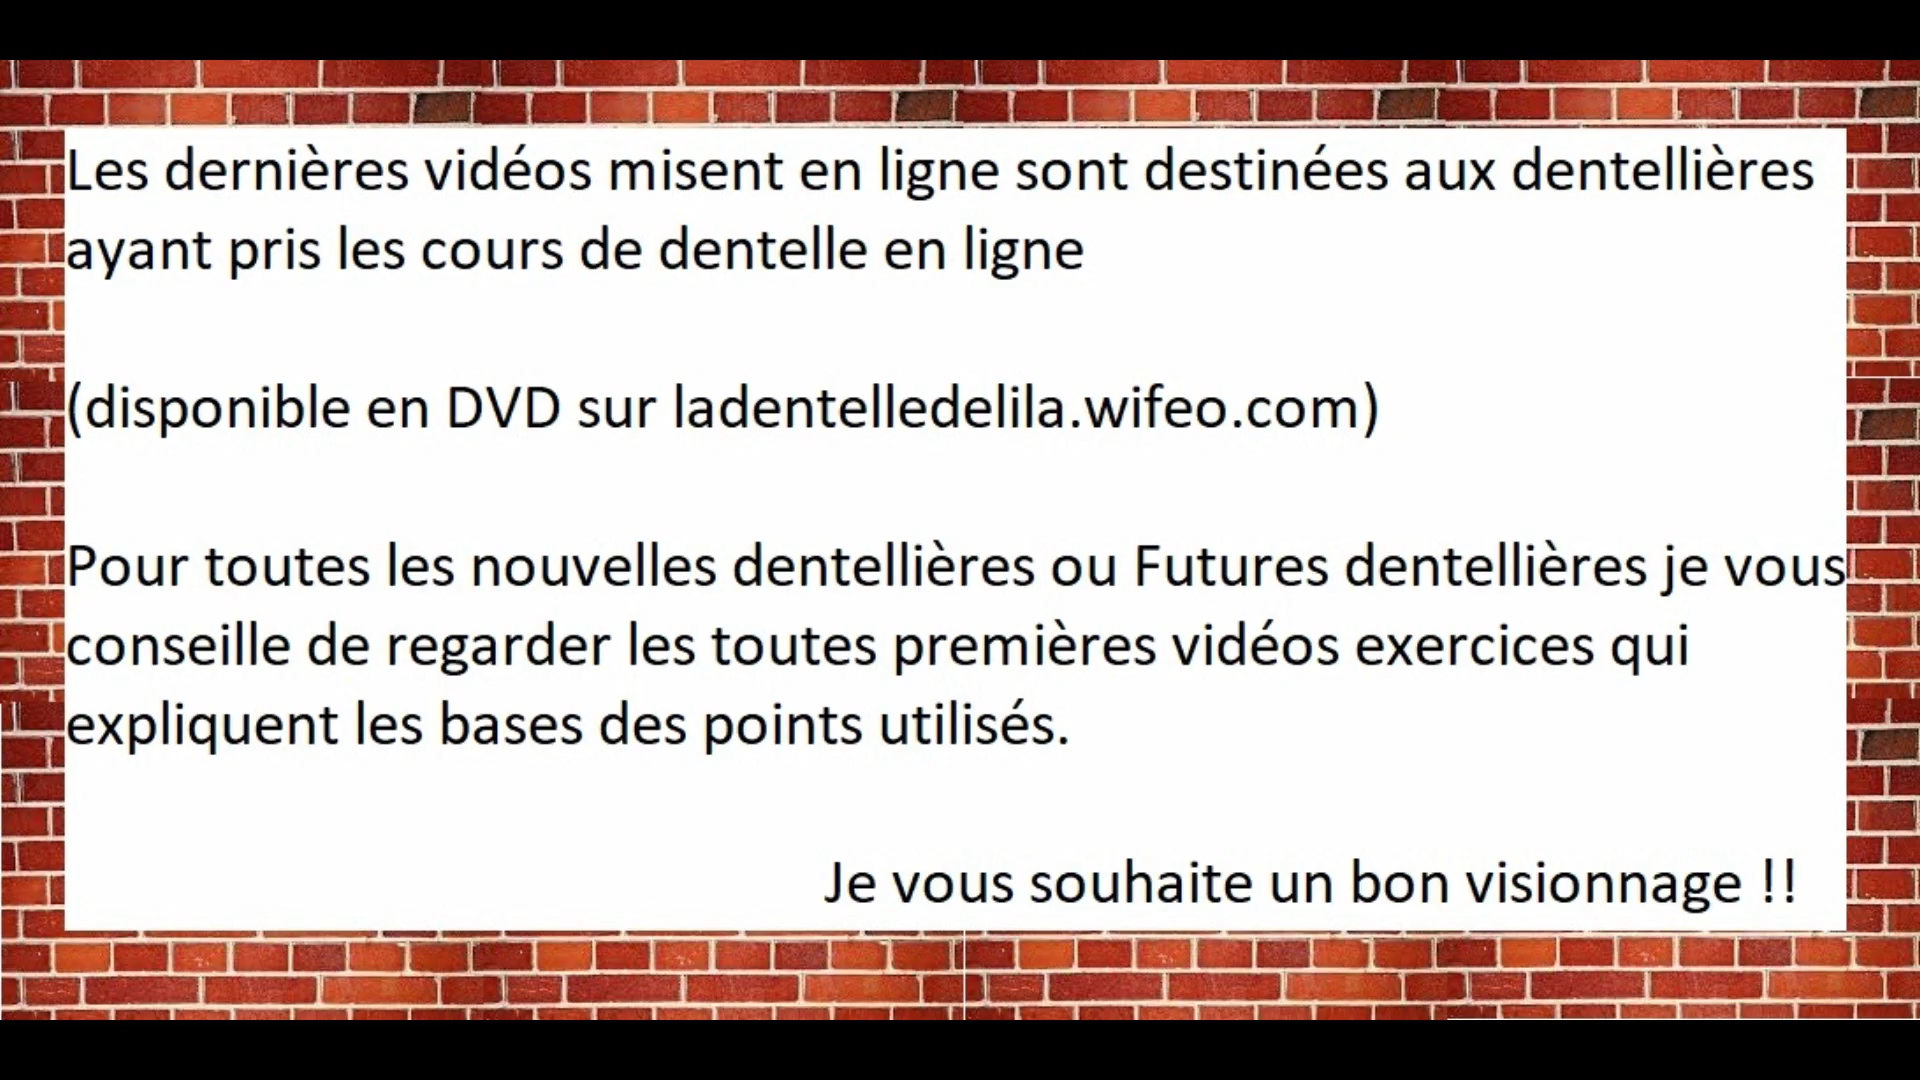 Les dernières vidéos misent en ligne sont destinées aux dentellières
ayant pris les cours de dentelle en ligne
(disponible en DVD sur ladentelledelila.wifeo.com)
Pour toutes les nouvelles dentellières ou Futures dentellières je vous
conseille de regarder les toutes premières vidéos exercices qui
expliquent les bases des points utilisés.
Je vous souhaite un bon visionnage !!